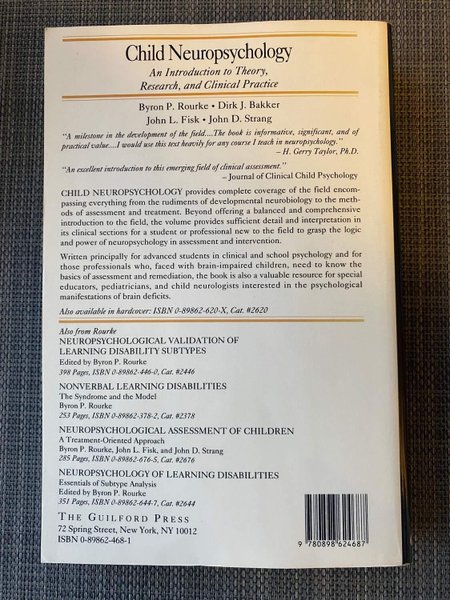 Child Neuropsychology
An Introduction to Theory,
Research, and Clinical Practice
Byron P. Rourke • Dirk J. Bakker
John L. Fisk • John D. Strang
"A milestone in the development of the field....The book is informative, significant, and of
practical value....I would use this text heavily for any course I teach in neuropsychology."
– H. Gerry Taylor, Ph.D.
"An excellent introduction to this emerging field of clinical assessment."
– Journal of Clinical Child Psychology
CHILD NEUROPSYCHOLOGY provides complete coverage of the field encom-
passing everything from the rudiments of developmental neurobiology to the meth-
ods of assessment and treatment. Beyond offering a balanced and comprehensive
introduction to the field, the volume provides sufficient detail and interpretation in
its clinical sections for a student or professional new to the field to grasp the logic
and power of neuropsychology in assessment and intervention.
Written principally for advanced students in clinical and school psychology and for
those professionals who, faced with brain-impaired children, need to know the
basics of assessment and remediation, the book is also a valuable resource for special
educators, pediatricians, and child neurologists interested in the psychological
manifestations of brain deficits.
Also available in hardcover: ISBN 0-89862-620-X, Cat. #2620
Also from Rourke
NEUROPSYCHOLOGICAL VALIDATION OF
LEARNING DISABILITY SUBTYPES
Edited by Byron P. Rourke
398 Pages, ISBN 0-89862-446-0, Cat. #2446
NONVERBAL LEARNING DISABILITIES
The Syndrome and the Model
Byron P. Rourke
253 Pages, ISBN 0-89862-378-2, Cat. #2378
NEUROPSYCHOLOGICAL ASSESSMENT OF CHILDREN
A Treatment-Oriented Approach
Byron P. Rourke, John L. Fisk, and John D. Strang
285 Pages, ISBN 0-89862-676-5, Cat. #2676
NEUROPSYCHOLOGY OF LEARNING DISABILITIES
Essentials of Subtype Analysis
Edited by Byron P. Rourke
351 Pages, ISBN 0-89862-644-7, Cat. #2644
THE GUILFORD PRESS
72 Spring Street, New York, NY 10012
ISBN 0-89862-468-1
9 780898 624687